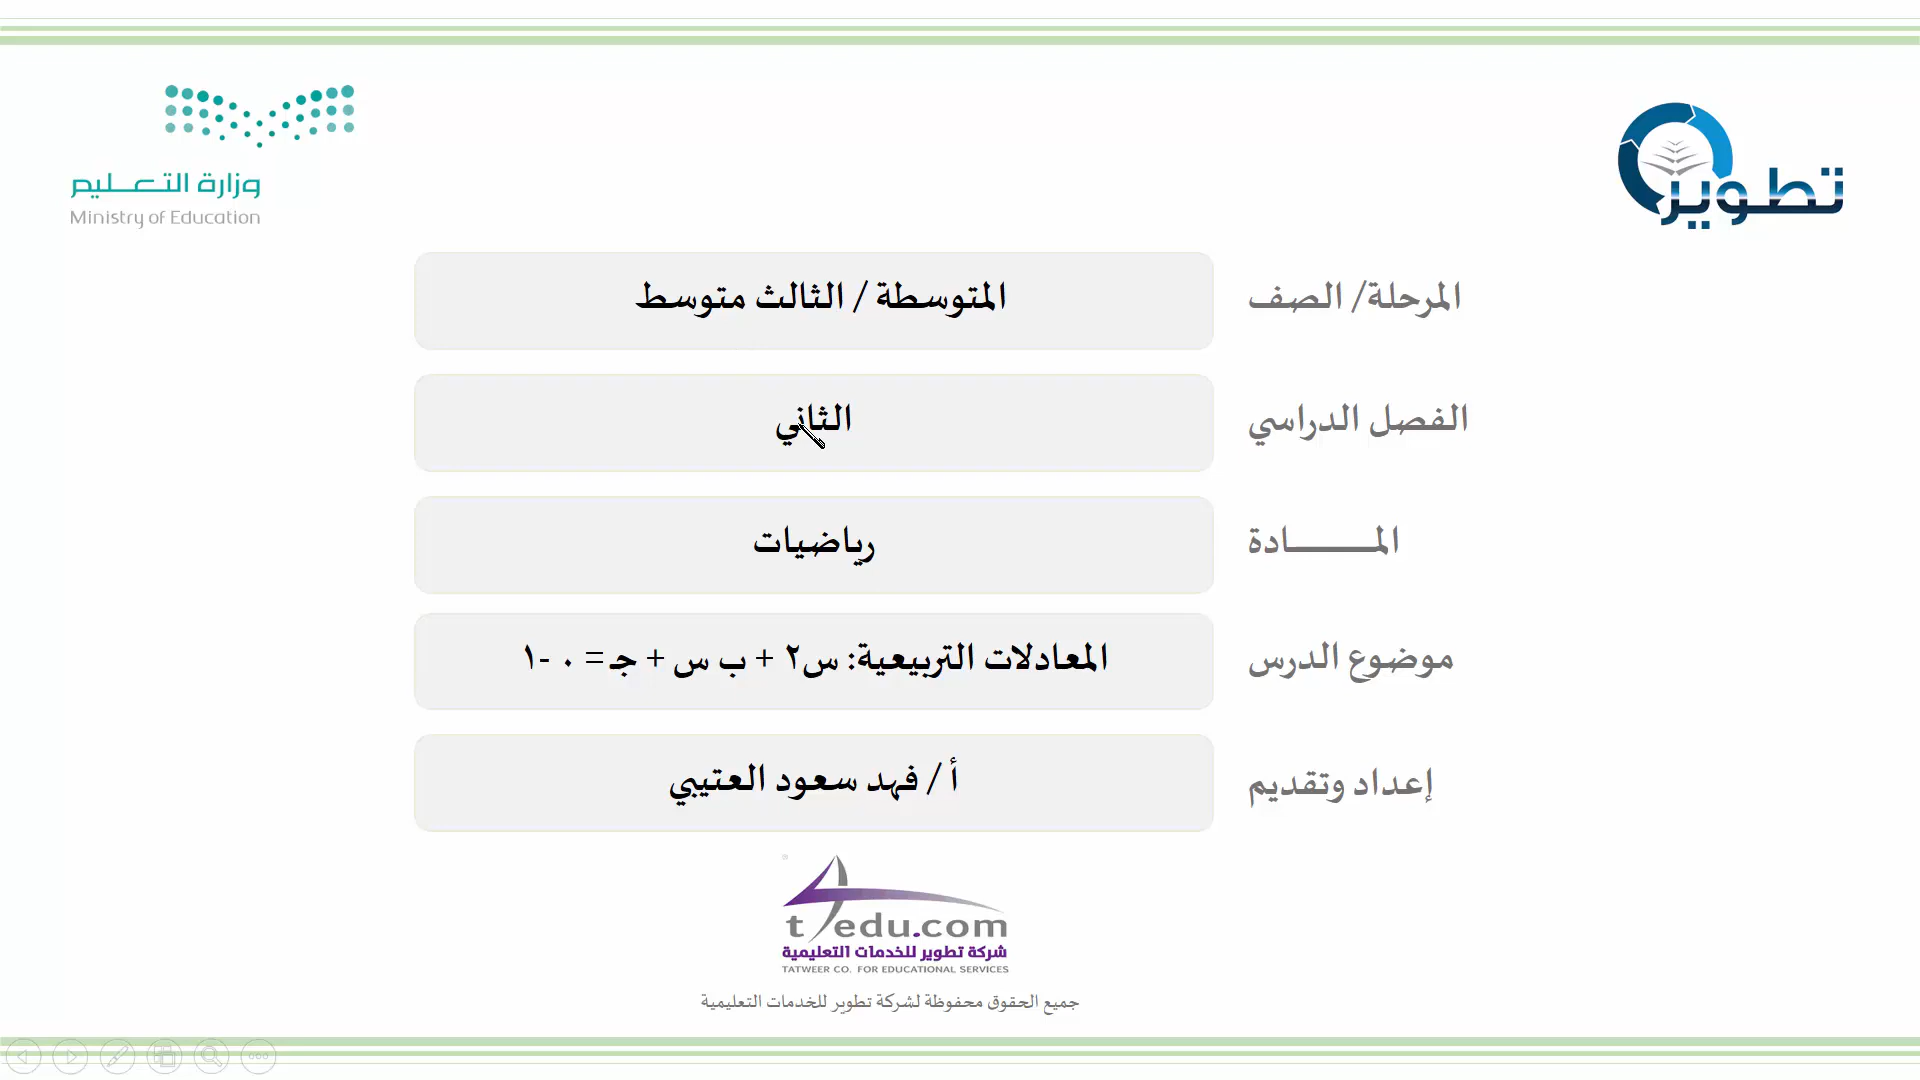 وزارة التعليم
Ministry of Education
تطوير
المرحلة/ الصف
المتوسطة / الثالث متوسط
الفصل الدراسي
الثاني
المـــــــادة
رياضيات
موضوع الدرس
المعادلات التربيعية: س٢ + ب س + جـ = ٠ -١
إعداد وتقديم
أ / فهد سعود العتيبي
t4edu.com
شركة تطوير للخدمات التعليمية
TATWEER CO. FOR EDUCATIONAL SERVICES
جميع الحقوق محفوظة لشركة تطوير للخدمات التعليمية